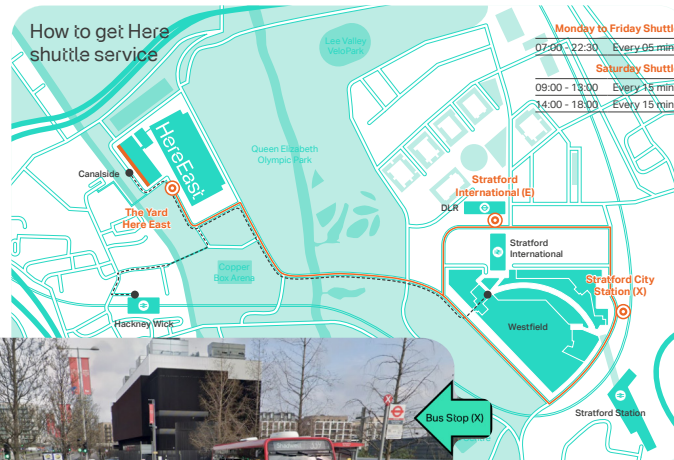 How to get Here
shuttle service
Monday to Friday Shuttl
07:00 - 22:30 Every 05 min
Saturday Shuttl
09:00 - 13:00 Every 15 min
14:00 - 18:00 Every 15 min
Lee Valley
VeloPark
HereEast
Canalside
Queen Elizabeth
Olympic Park
The Yard
Here East
Stratford
International (E)
DLR
Stratford
International
Copper
Box Arena
Stratford City
Station (X)
Hackney Wick
Westfield
Stratford Station
X
Bus Stop (X)